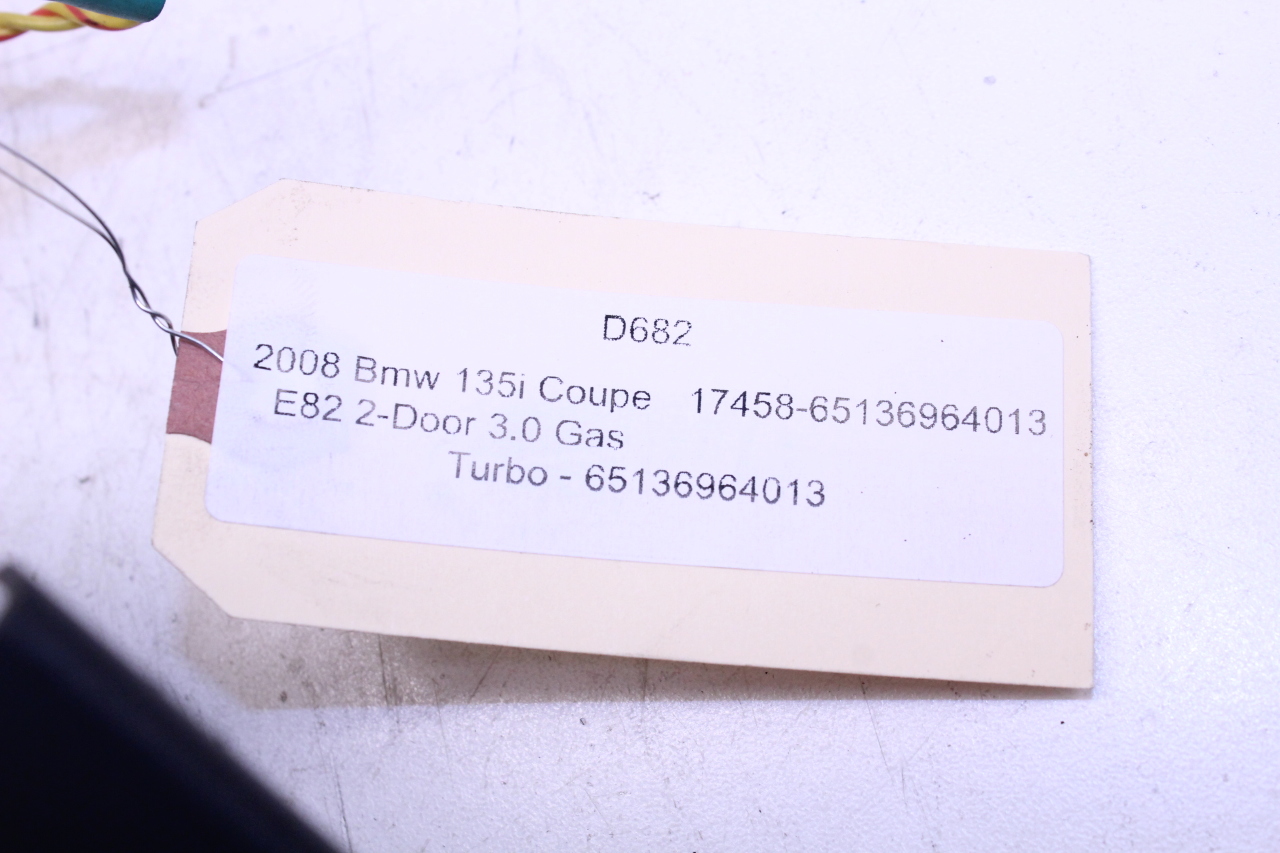 D682
2008 Bmw 135i Coupe 17458-65136964013
E82 2-Door 3.0 Gas
Turbo - 65136964013